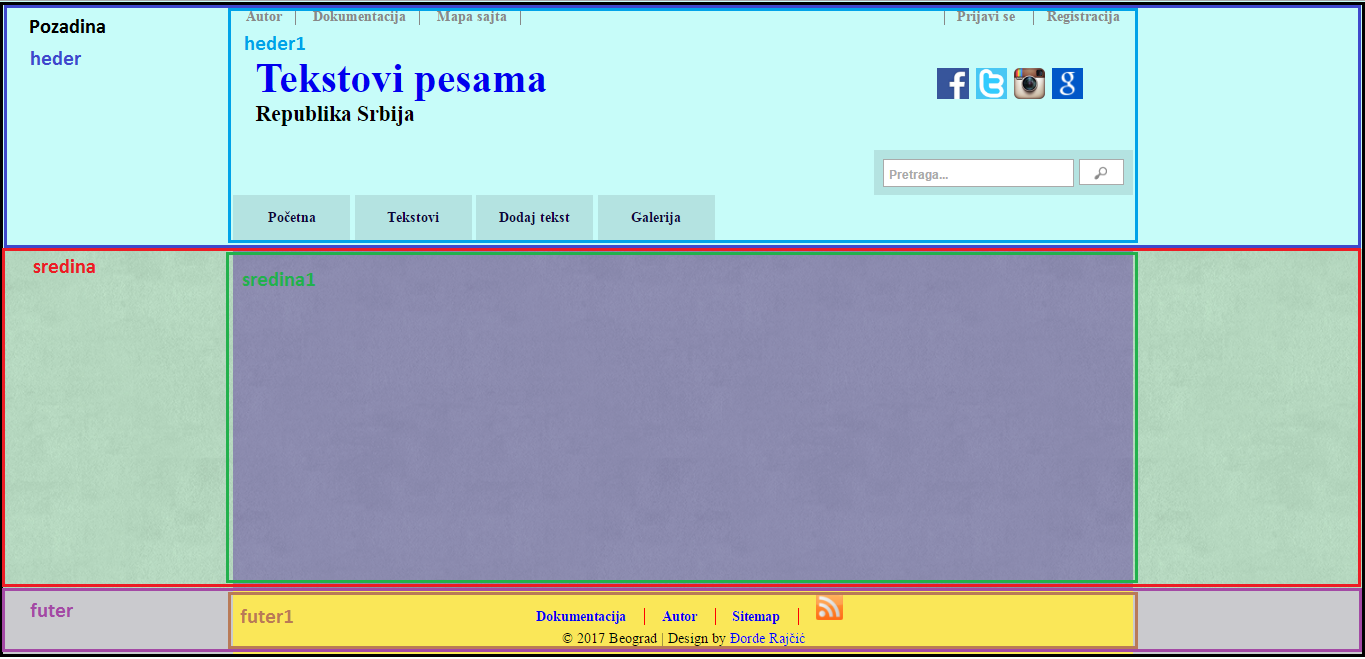 Autor Dokumentacija Mapa sajta Prijavi se Registracija
Pozadina
heder1
heder
Tekstovi pesama
Republika Srbija
Pretraga...
Početna Tekstovi Dodaj tekst Galerija
sredina
sredina1
futer
futer1
Dokumentacija Autor Sitemap
© 2017 Beograd | Design by Đorđe Rajčić